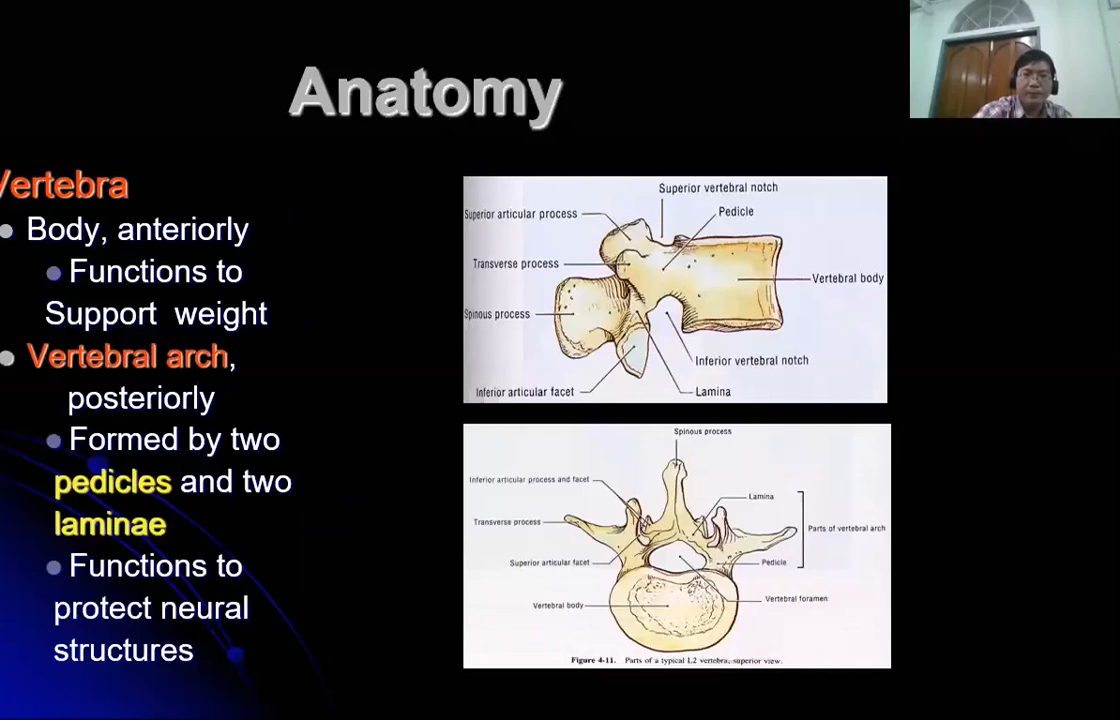 Anatomy
Vertebra
Body, anteriorly
Functions to
Support weight
Vertebral arch,
posteriorly
Formed by two
pedicles and two
laminae
Functions to
protect neural
structures
Superior vertebral notch
Superior articular process
Pedicle
Transverse process
Vertebral body
Spinous process
Inferior vertebral notch
Inferior articular facet
Lamina
Spinous process
Inferior articular process and facet
Lamina
Transverse process
Parts of vertebral arch
Superior articular facet
Pedicle
Vertebral foramen
Vertebral body
Figure 4-11. Parts of a typical L2 vertebra, superior view.